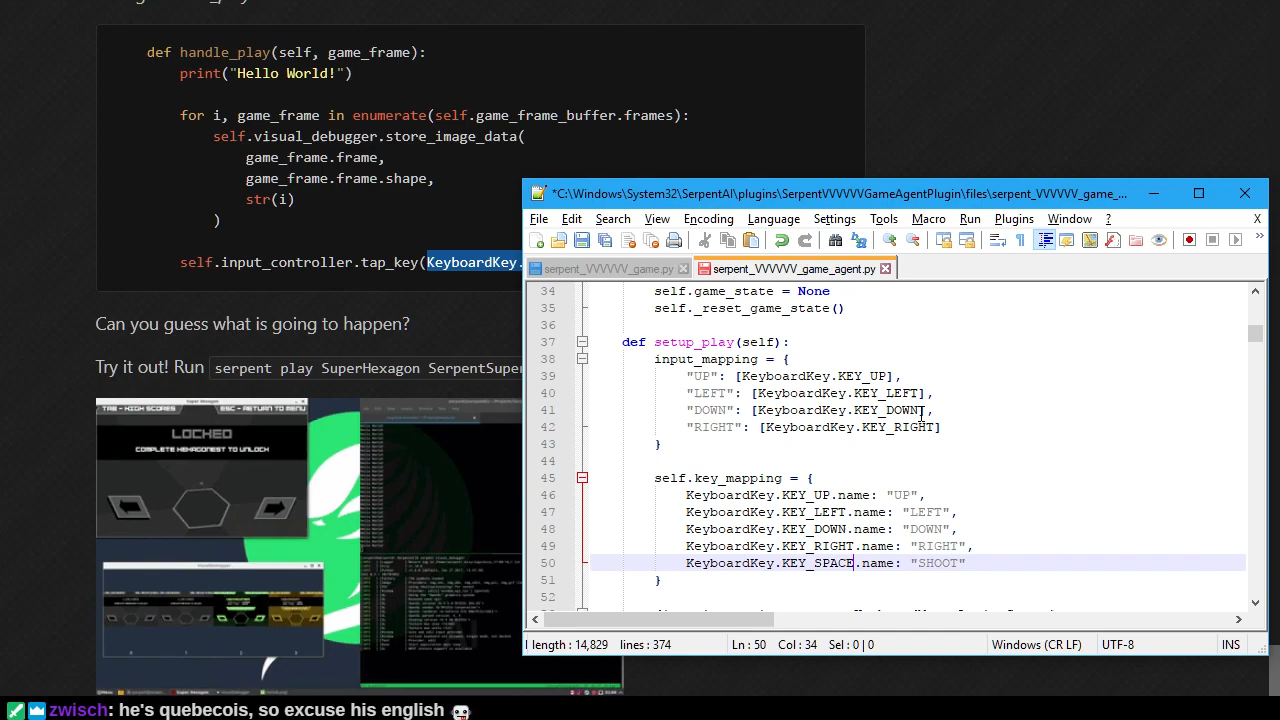 def handle_play(self, game_frame):
print("Hello World!")
for i, game_frame in enumerate(self.game_frame_buffer.frames):
self.visual_debugger.store_image_data(
game_frame.frame,
game_frame.frame.shape,
str(i)
)
self.input_controller.tap_key(KeyboardKey.
Can you guess what is going to happen?
Try it out! Run serpent play SuperHexagon SerpentSuper
TAB - HIGH SCORES ESC - RETURN TO MENU
LOCKED
COMPLETE HEXAGONEST TO UNLOCK
*C:\Windows\System32\SerpentAI\plugins\SerpentVVVVVVGameAgentPlugin\files\serpent_VVVVVV_game_...
File Edit Search View Encoding Language Settings Tools Macro Run Plugins Window ? X
serpent_VVVVVV_game.py serpent_VVVVVV_game_agent.py
34 self.game_state = None
35 self._reset_game_state()
36
37 def setup_play(self):
38 input_mapping = {
39 "UP": [KeyboardKey.KEY_UP],
40 "LEFT": [KeyboardKey.KEY_LEFT],
41 "DOWN": [KeyboardKey.KEY_DOWN],
42 "RIGHT": [KeyboardKey.KEY_RIGHT]
43 }
44
45 self.key_mapping = {
46 KeyboardKey.KEY_UP.name: "UP",
47 KeyboardKey.KEY_LEFT.name: "LEFT",
48 KeyboardKey.KEY_DOWN.name: "DOWN",
49 KeyboardKey.KEY_RIGHT.name: "RIGHT",
"SHOOT"
51 }
52
length : 14,829 lines : 374 Ln : 50 Sel : 0 | 0 Windows (CR LF) UTF-8 INS
zwisch: he's quebecois, so excuse his english